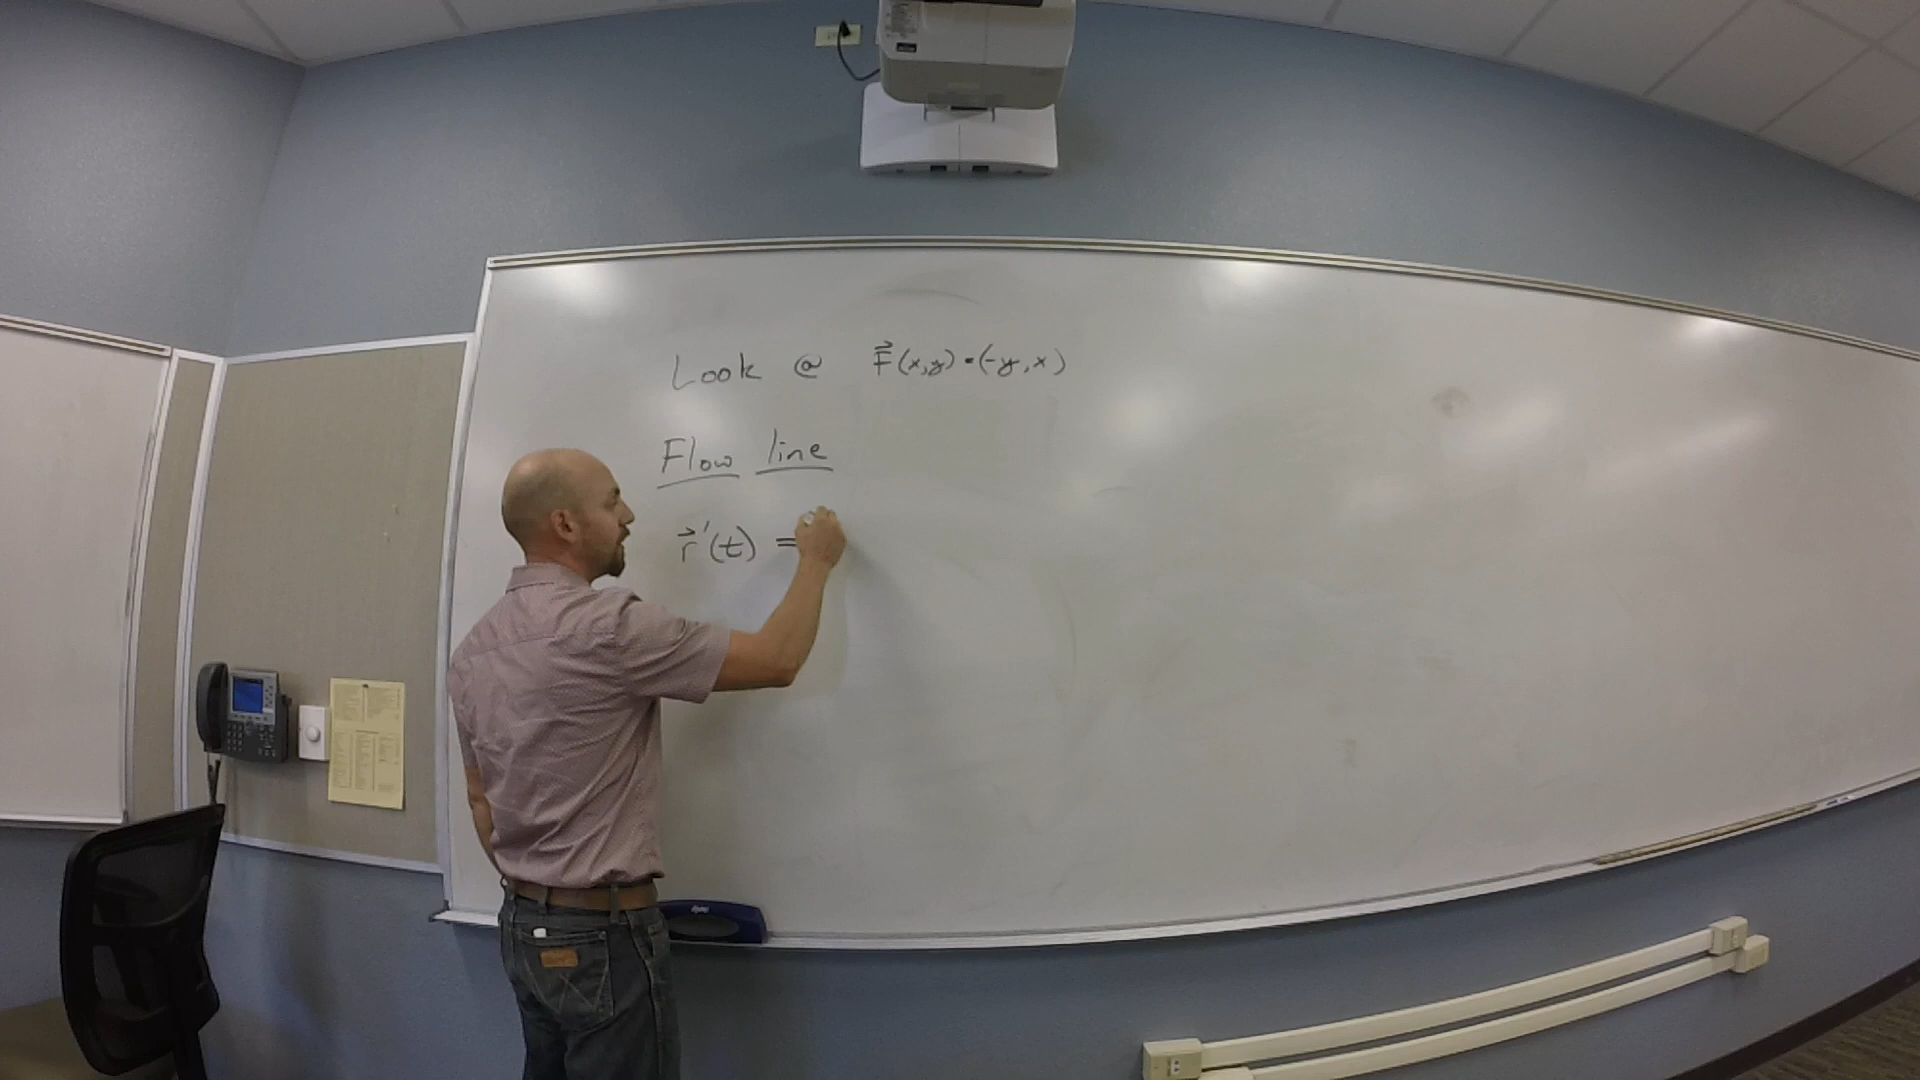 Look @ F⃗(x,y) = (-y, x)
Flow line
r⃗'(t) =